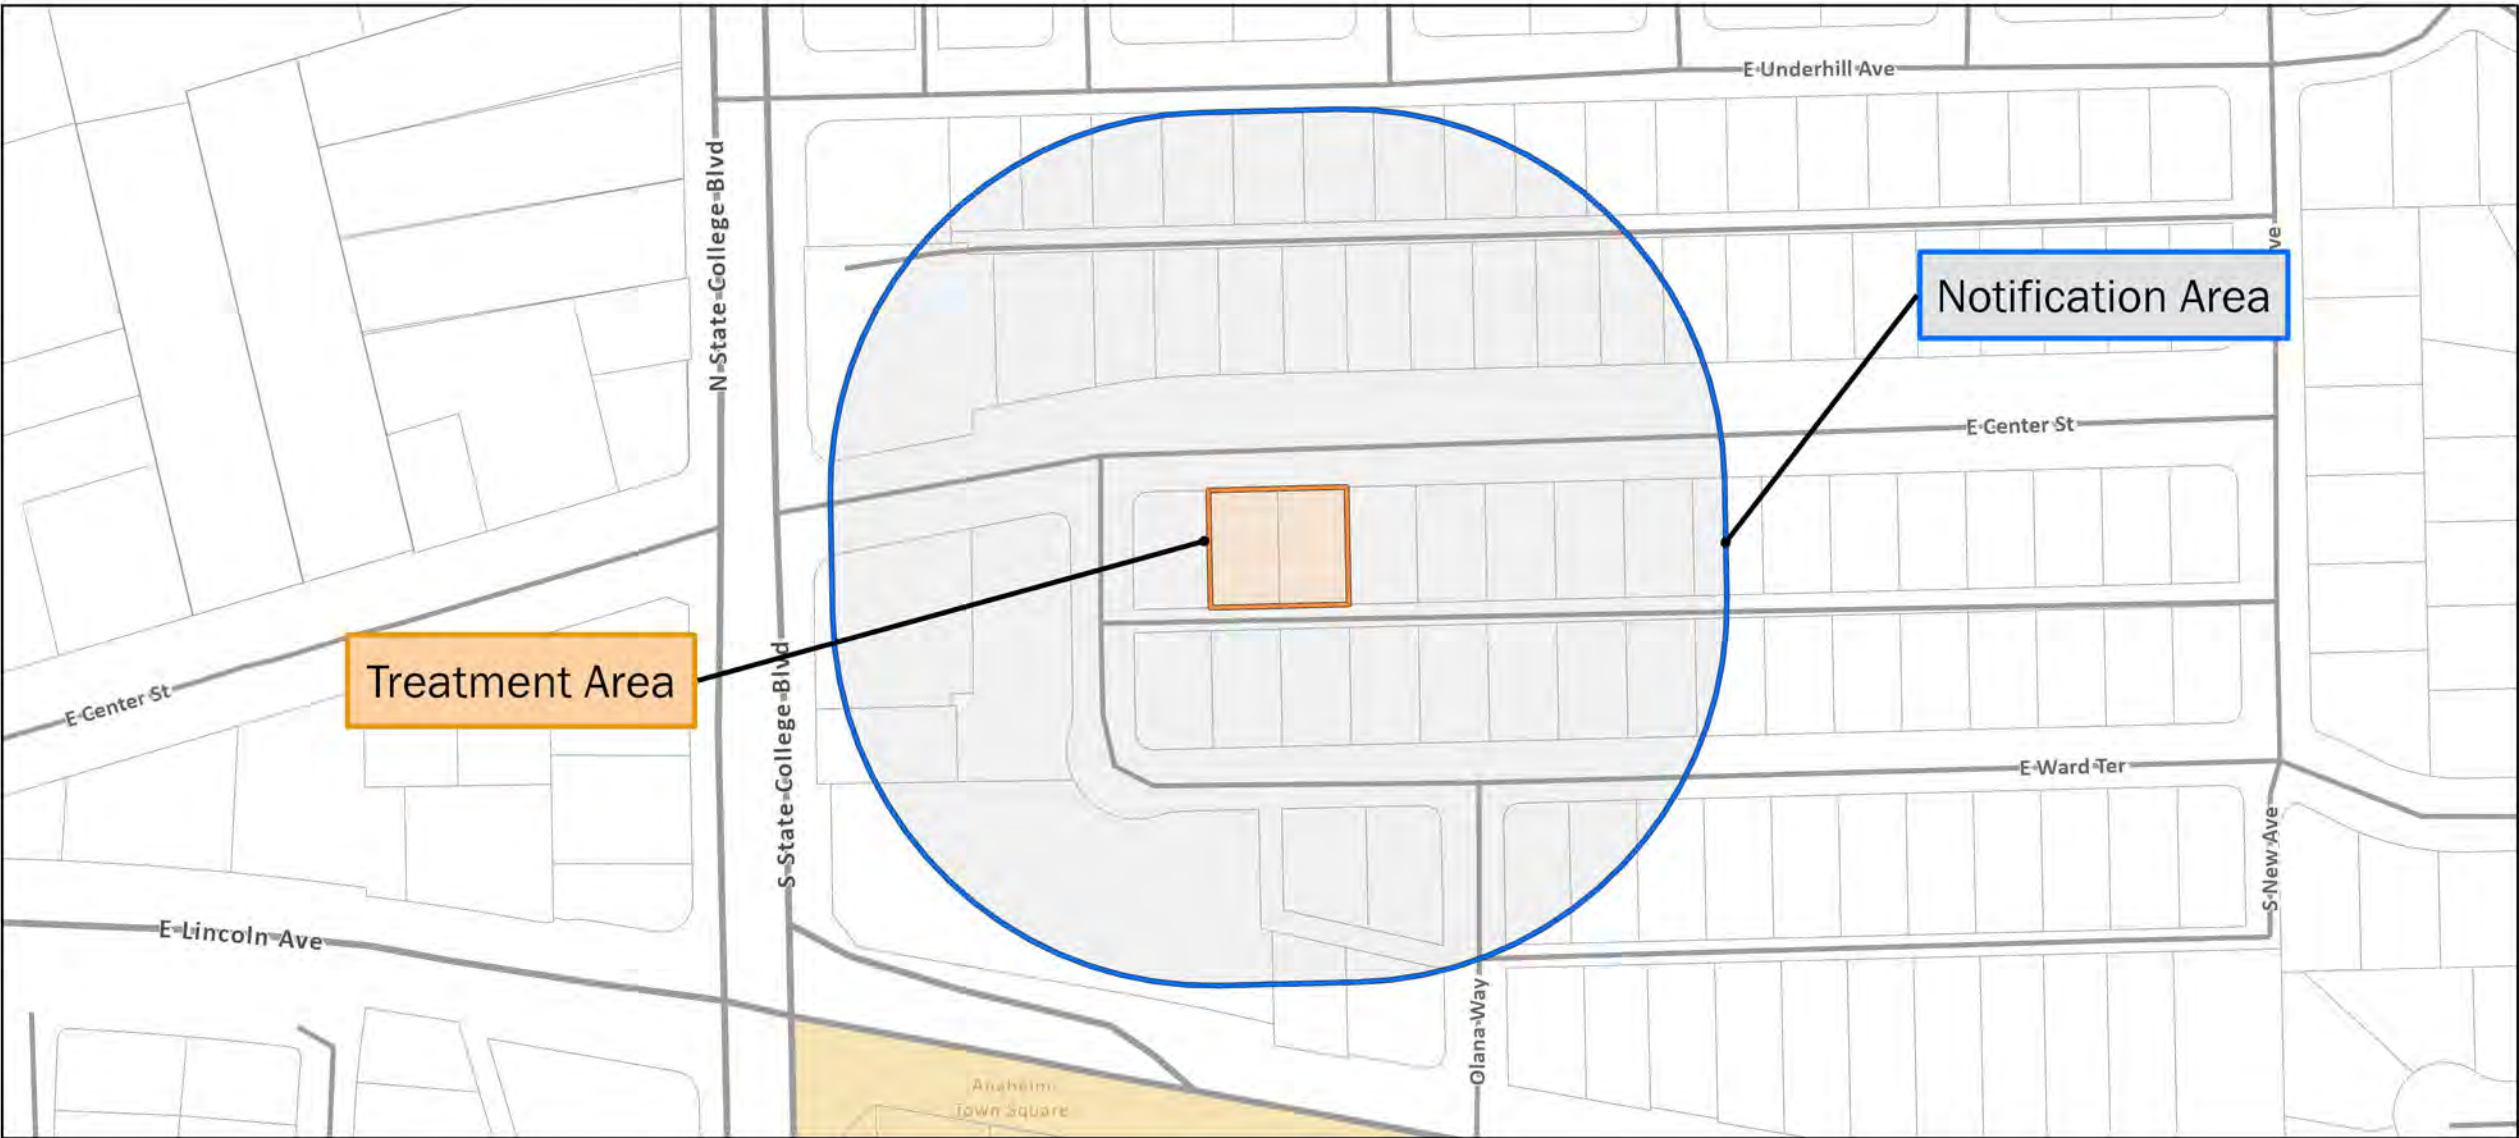 E Underhill Ave
N State College Blvd
ve
Notification Area
E Center St
Treatment Area
E Center St
S State College Blvd
E Ward Ter
S New Ave
E Lincoln Ave
Olana Way
Anaheim
Town Square